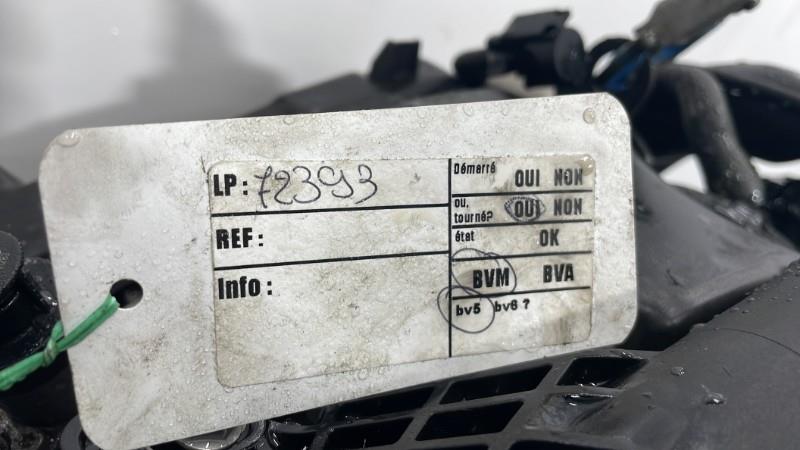 LP: 72393
REF:
Info:
Démarré OUI NON
ou, tourné? OUI NON
état OK
BVM BVA
bv5 bv6 ?